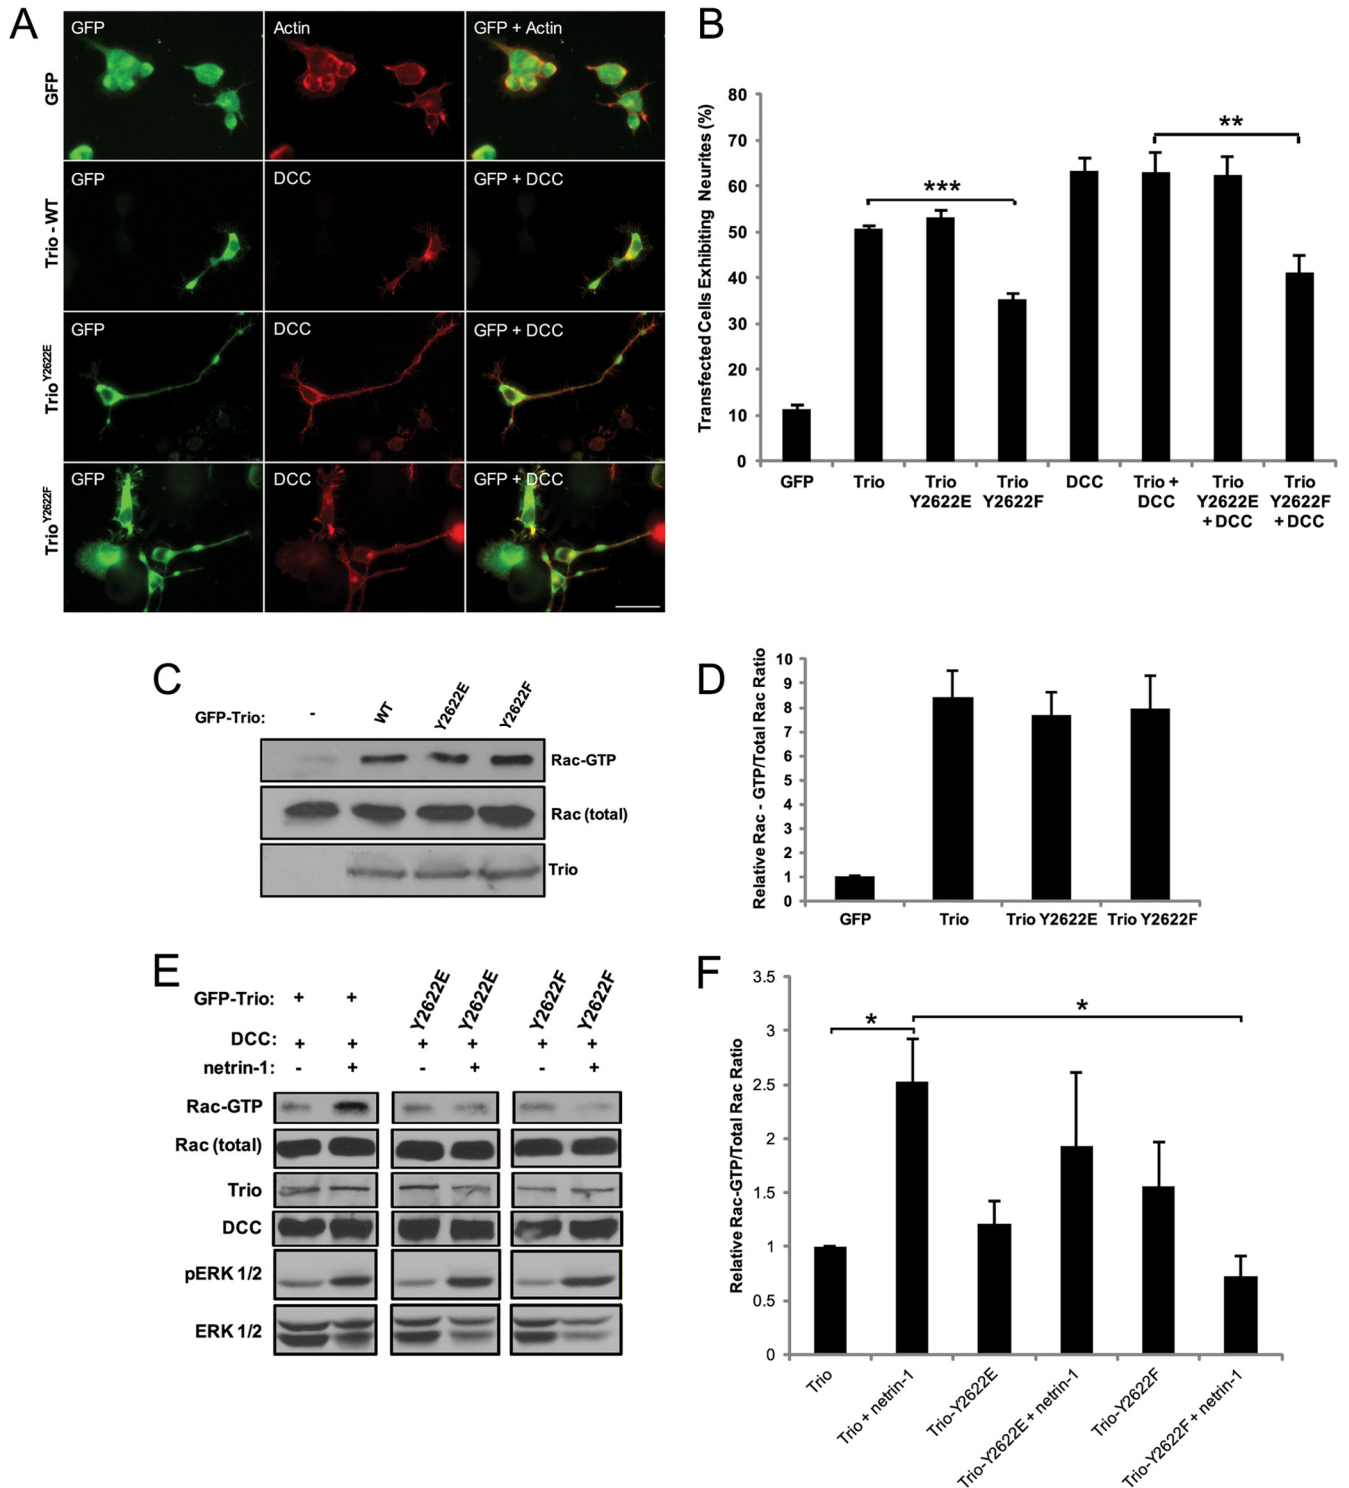 A
GFP
Actin
GFP + Actin
GFP
GFP
DCC
GFP + DCC
Trio - WT
GFP
DCC
GFP + DCC
Trio Y2622E
GFP
DCC
GFP + DCC
Trio Y2622F
B
Transfected Cells Exhibiting Neurites (%)
80
70
60
50
40
30
20
10
0
***
**
GFP
Trio
Trio Y2622E
Trio Y2622F
DCC
Trio + DCC
Trio Y2622E + DCC
Trio Y2622F + DCC
C
GFP-Trio:
-
WT
Y2622E
Y2622F
Rac-GTP
Rac (total)
Trio
D
Relative Rac - GTP/Total Rac Ratio
10
9
8
7
6
5
4
3
2
1
0
GFP
Trio
Trio Y2622E
Trio Y2622F
E
GFP-Trio: + + Y2622E Y2622E Y2622F Y2622F
DCC: + + + + + +
netrin-1: - + - + - +
Rac-GTP
Rac (total)
Trio
DCC
pERK 1/2
ERK 1/2
F
Relative Rac-GTP/Total Rac Ratio
3.5
3
2.5
2
1.5
1
0.5
0
*
*
Trio
Trio + netrin-1
Trio-Y2622E
Trio-Y2622E + netrin-1
Trio-Y2622F
Trio-Y2622F + netrin-1